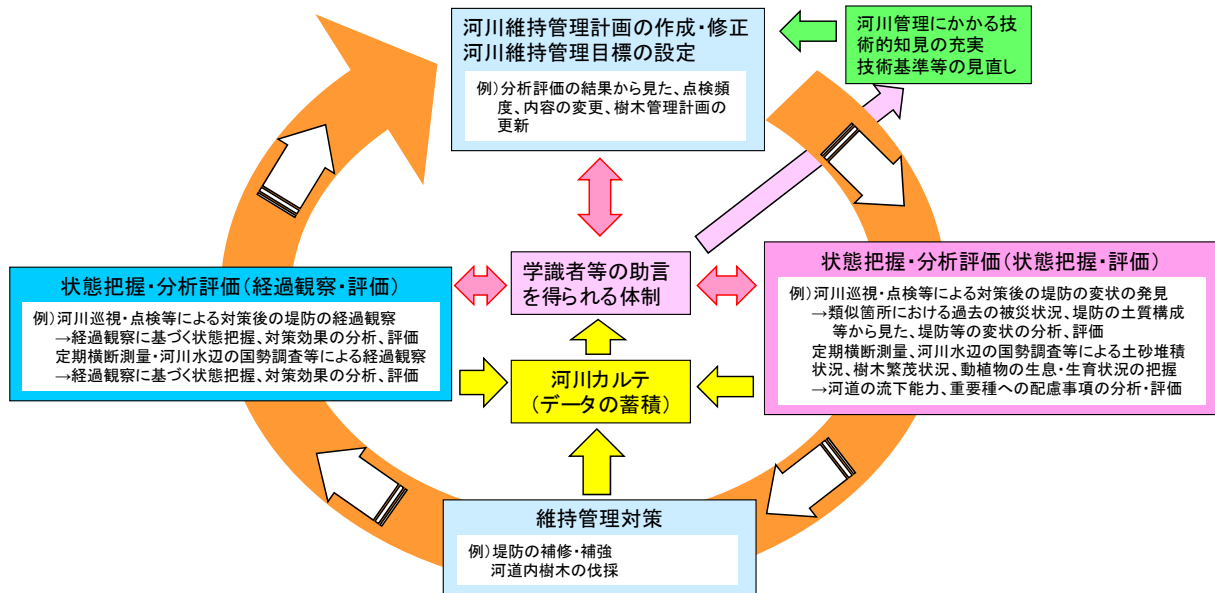 河川維持管理計画の作成・修正
河川維持管理目標の設定
例）分析評価の結果から見た、点検頻
度、内容の変更、樹木管理計画の
更新
河川管理にかかる技
術的知見の充実
技術基準等の見直し
学識者等の助言
を得られる体制
状態把握・分析評価（経過観察・評価）
例）河川巡視・点検等による対策後の堤防の経過観察
→経過観察に基づく状態把握、対策効果の分析、評価
定期横断測量・河川水辺の国勢調査等による経過観察
→経過観察に基づく状態把握、対策効果の分析、評価
状態把握・分析評価（状態把握・評価）
例）河川巡視・点検等による対策後の堤防の変状の発見
→類似箇所における過去の被災状況、堤防の土質構成
等から見た、堤防等の変状の分析、評価
定期横断測量、河川水辺の国勢調査等による土砂堆積
状況、樹木繁茂状況、動植物の生息・生育状況の把握
→河道の流下能力、重要種への配慮事項の分析・評価
河川カルテ
（データの蓄積）
維持管理対策
例）堤防の補修・補強
河道内樹木の伐採